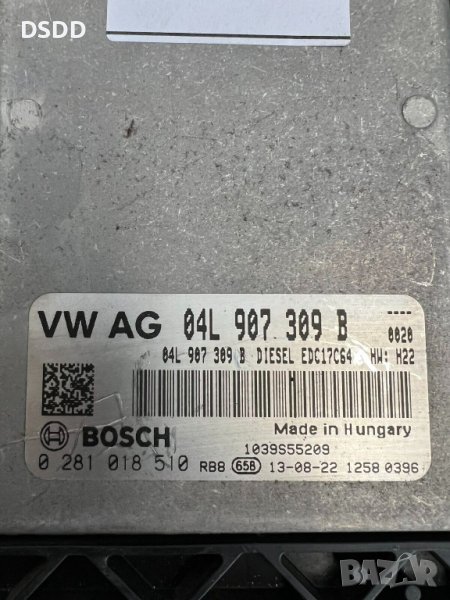 DSDD
VW AG 04L 907 309 B 0020
04L 907 309 B DIESEL EDC17C64 HW: H22
BOSCH Made in Hungary
1039S55209
0 281 018 510 RB8 658 13-08-22 1258 0396
BAZAR